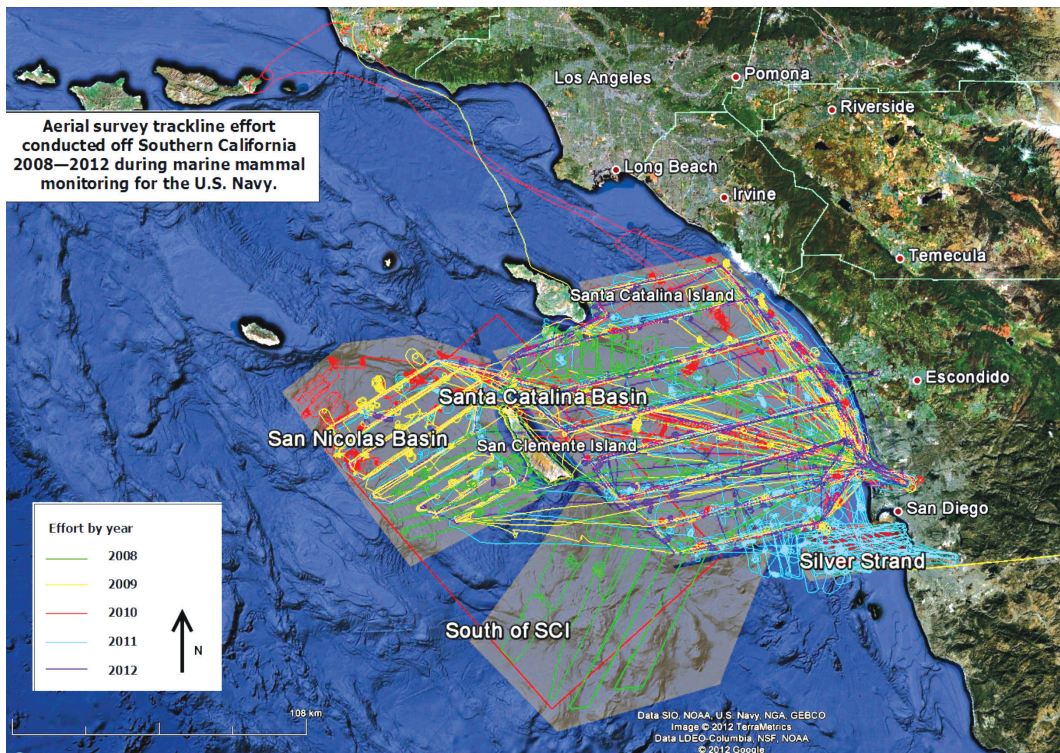 Los Angeles
Pomona
Riverside
Aerial survey trackline effort
conducted off Southern California
2008—2012 during marine mammal
monitoring for the U.S. Navy.
Long Beach
Irvine
Temecula
Santa Catalina Island
Escondido
Santa Catalina Basin
San Nicolas Basin
San Clemente Island
San Diego
Silver Strand
South of SCI
Effort by year
2008
2009
2010
2011
2012
N
108 km
Data SIO, NOAA, U.S. Navy, NGA, GEBCO
Image © 2012 TerraMetrics
Data LDEO-Columbia, NSF, NOAA
© 2012 Google